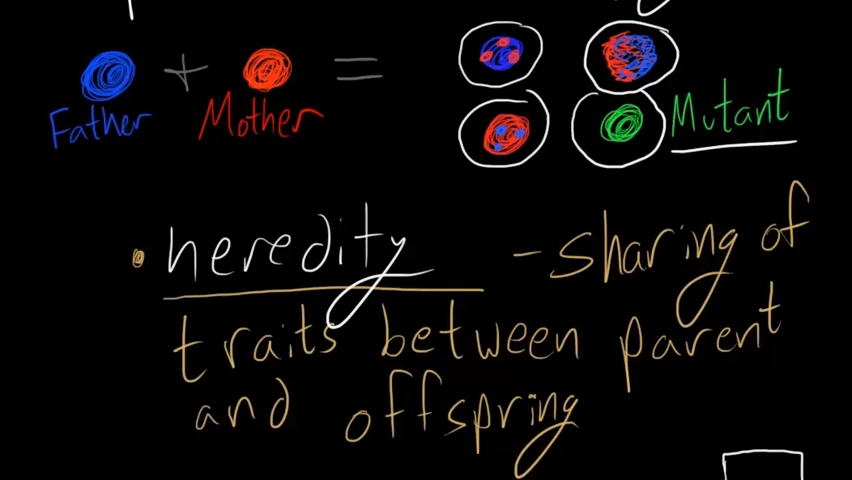 Father + Mother = Mutant
• heredity - sharing of
traits between parent
and offspring